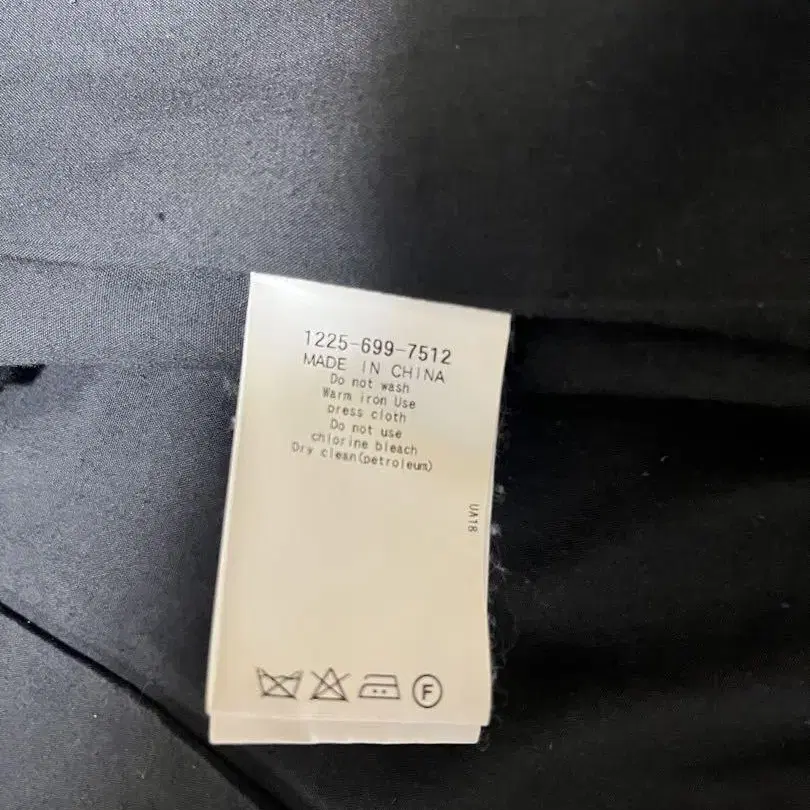 1225-699-7512
MADE IN CHINA
Do not wash
Warm iron Use
press cloth
Do not use
chlorine bleach
Dry clean(petroleum)
UA18
F